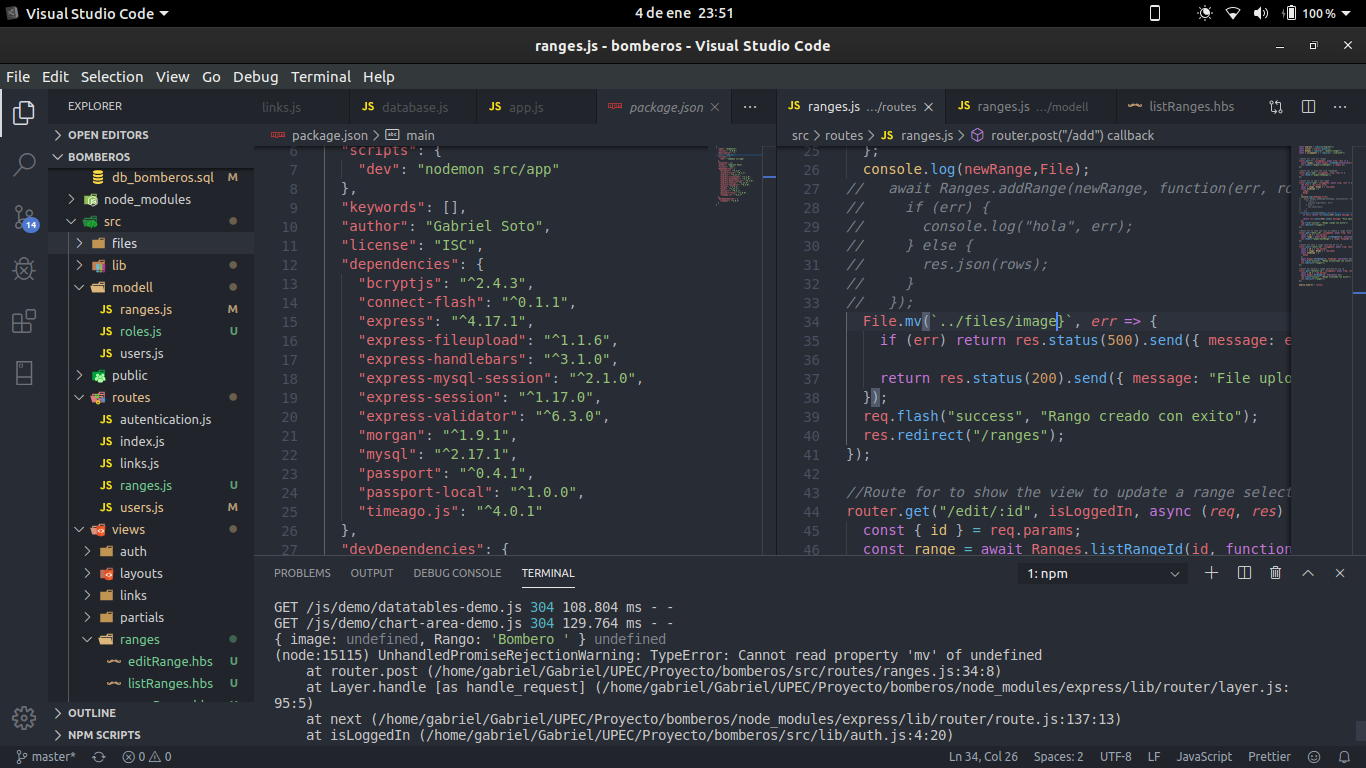 Visual Studio Code
4 de ene 23:51
100 %
ranges.js - bomberos - Visual Studio Code
File Edit Selection View Go Debug Terminal Help
EXPLORER
OPEN EDITORS
BOMBEROS
db_bomberos.sql M
node_modules
src
files
lib
modell
JS ranges.js M
JS roles.js U
JS users.js
public
routes
JS autentication.js
JS index.js
JS links.js
JS ranges.js U
JS users.js M
views
auth
layouts
links
partials
ranges
editRange.hbs U
listRanges.hbs U
OUTLINE
NPM SCRIPTS
14
links.js JS database.js JS app.js package.json ···
package.json > abc main
6 "scripts": {
7 "dev": "nodemon src/app"
8 },
9 "keywords": [],
10 "author": "Gabriel Soto",
11 "license": "ISC",
12 "dependencies": {
13 "bcryptjs": "^2.4.3",
14 "connect-flash": "^0.1.1",
15 "express": "^4.17.1",
16 "express-fileupload": "^1.1.6",
17 "express-handlebars": "^3.1.0",
18 "express-mysql-session": "^2.1.0",
19 "express-session": "^1.17.0",
20 "express-validator": "^6.3.0",
21 "morgan": "^1.9.1",
22 "mysql": "^2.17.1",
23 "passport": "^0.4.1",
24 "passport-local": "^1.0.0",
25 "timeago.js": "^4.0.1"
26 },
27 "devDependencies": {
JS ranges.js .../routes JS ranges.js .../modell listRanges.hbs ···
src > routes > JS ranges.js > router.post("/add") callback
25 };
26 console.log(newRange,File);
27 // await Ranges.addRange(newRange, function(err, ro
28 // if (err) {
29 // console.log("hola", err);
30 // } else {
31 // res.json(rows);
32 // }
33 // });
34 File.mv(`../files/image}`, err => {
35 if (err) return res.status(500).send({ message: e
36
37 return res.status(200).send({ message: "File uplo
38 });
39 req.flash("success", "Rango creado con exito");
40 res.redirect("/ranges");
41 });
42
43 //Route for to show the view to update a range select
44 router.get("/edit/:id", isLoggedIn, async (req, res)
45 const { id } = req.params;
46 const range = await Ranges.listRangeId(id, function
PROBLEMS OUTPUT DEBUG CONSOLE TERMINAL 1: npm
GET /js/demo/datatables-demo.js 304 108.804 ms - -
GET /js/demo/chart-area-demo.js 304 129.764 ms - -
{ image: undefined, Rango: 'Bombero ' } undefined
(node:15115) UnhandledPromiseRejectionWarning: TypeError: Cannot read property 'mv' of undefined
at router.post (/home/gabriel/Gabriel/UPEC/Proyecto/bomberos/src/routes/ranges.js:34:8)
at Layer.handle [as handle_request] (/home/gabriel/Gabriel/UPEC/Proyecto/bomberos/node_modules/express/lib/router/layer.js:
95:5)
at next (/home/gabriel/Gabriel/UPEC/Proyecto/bomberos/node_modules/express/lib/router/route.js:137:13)
at isLoggedIn (/home/gabriel/Gabriel/UPEC/Proyecto/bomberos/src/lib/auth.js:4:20)
master* 0 0 Ln 34, Col 26 Spaces: 2 UTF-8 LF JavaScript Prettier